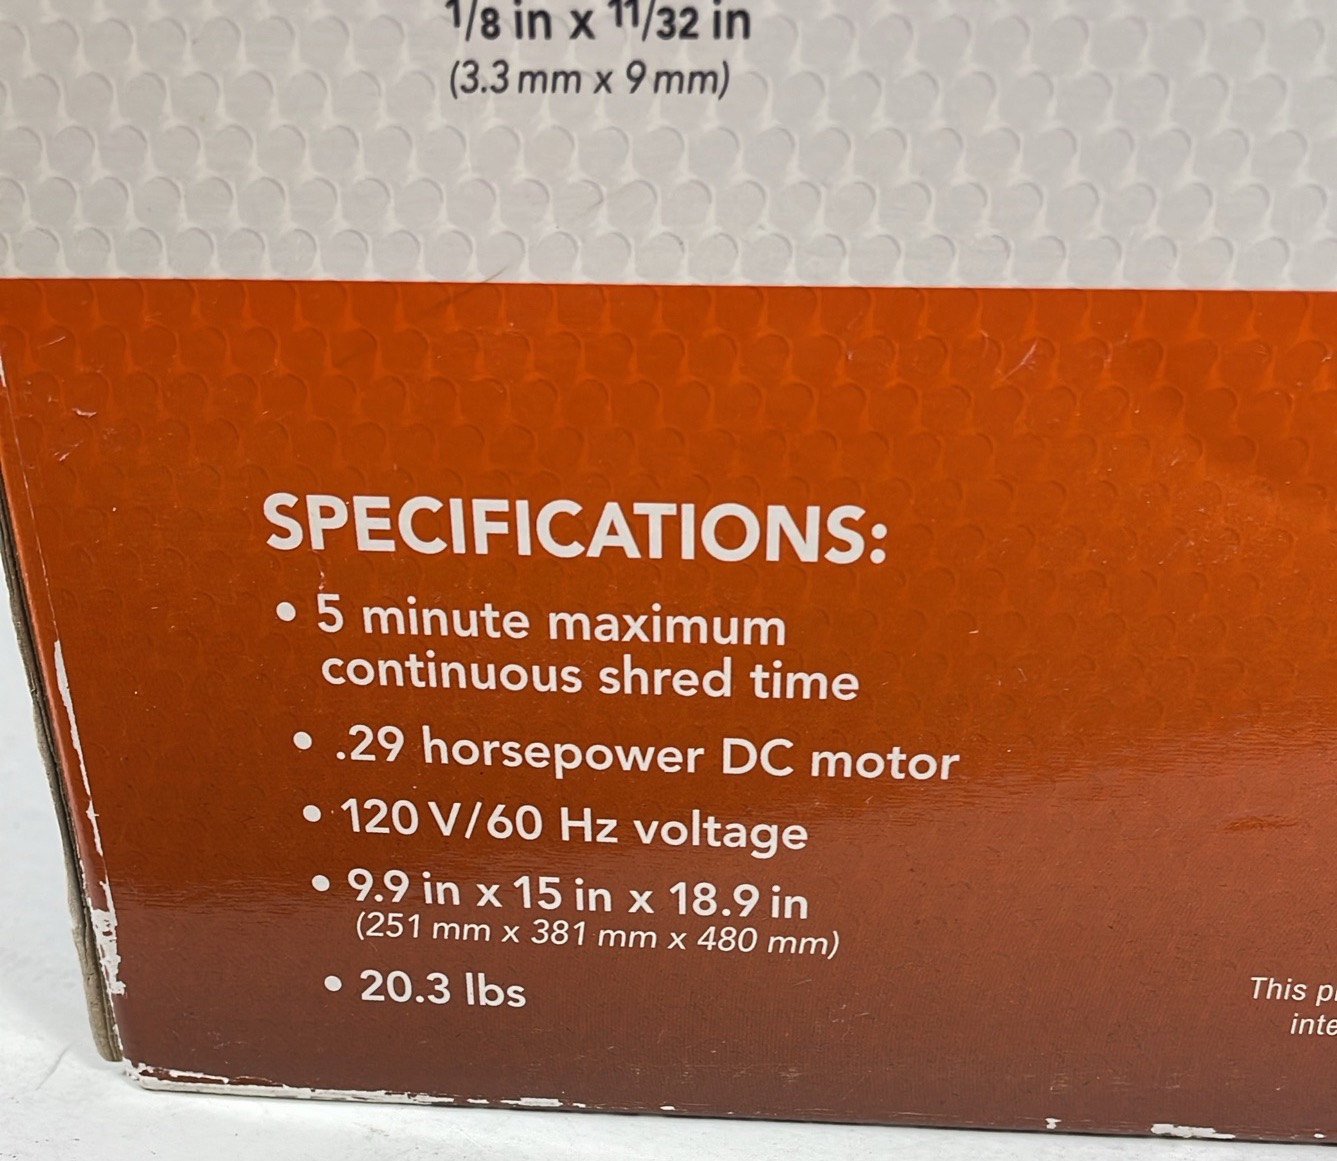 1/8 in x 11/32 in
(3.3 mm x 9 mm)
SPECIFICATIONS:
• 5 minute maximum
continuous shred time
• .29 horsepower DC motor
• 120 V/60 Hz voltage
• 9.9 in x 15 in x 18.9 in
(251 mm x 381 mm x 480 mm)
• 20.3 lbs
This